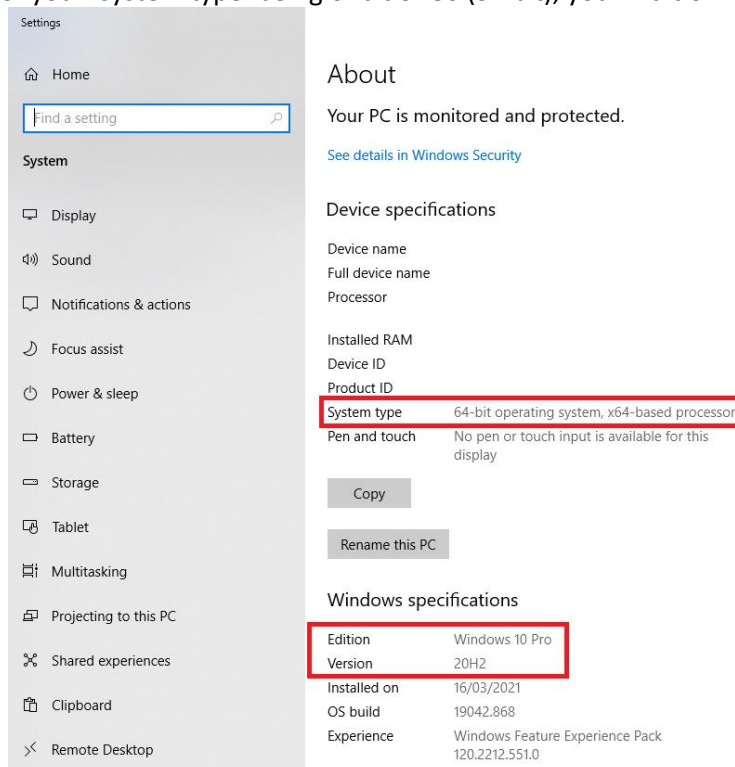 Settings
Home
Find a setting
System
Display
Sound
Notifications & actions
Focus assist
Power & sleep
Battery
Storage
Tablet
Multitasking
Projecting to this PC
Shared experiences
Clipboard
Remote Desktop
About
Your PC is monitored and protected.
See details in Windows Security
Device specifications
Device name
Full device name
Processor
Installed RAM
Device ID
Product ID
System type 64-bit operating system, x64-based processor
Pen and touch No pen or touch input is available for this
display
Copy
Rename this PC
Windows specifications
Edition Windows 10 Pro
Version 20H2
Installed on 16/03/2021
OS build 19042.868
Experience Windows Feature Experience Pack
120.2212.551.0